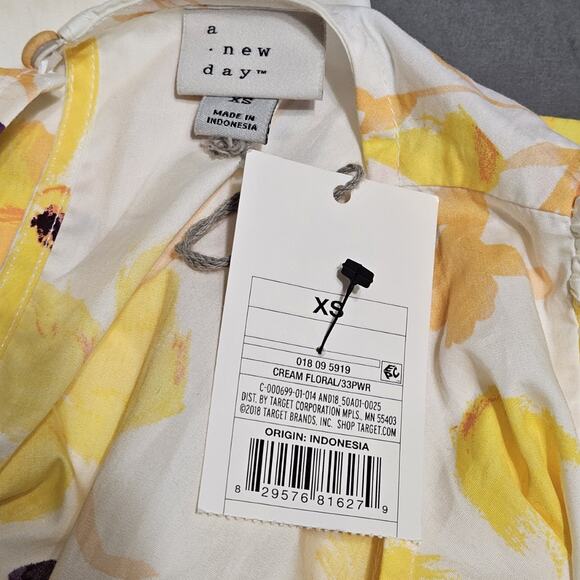 a
· new
day™
XS
MADE IN
INDONESIA
XS
018 09 5919
CREAM FLORAL/33PWR
C-000699-01-014 AND18_50A01-0025
DIST. BY TARGET CORPORATION MPLS, MN 55403
©2018 TARGET BRANDS, INC. SHOP TARGET.COM
ORIGIN: INDONESIA
8 29576 81627 9